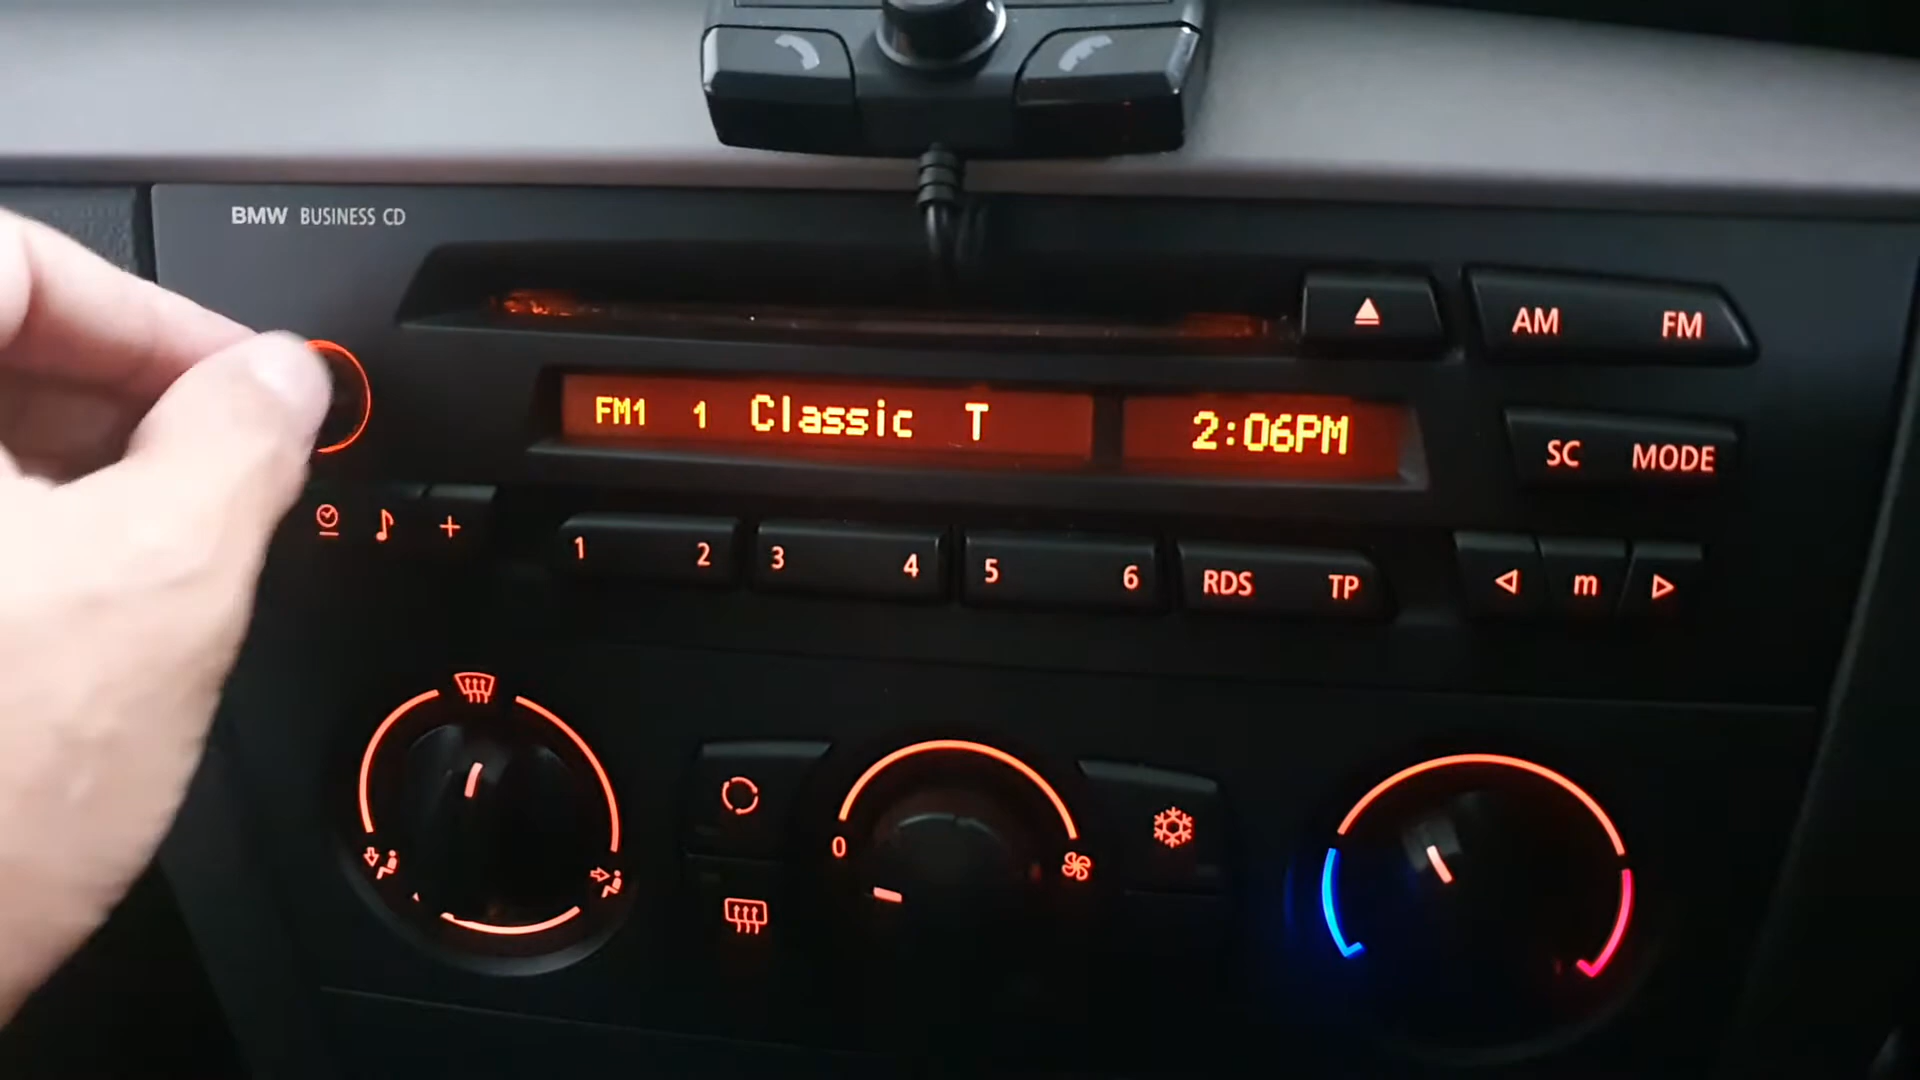 BMW BUSINESS CD
AM FM
FM1 1 Classic T 2:06PM
SC MODE
+
1 2 3 4 5 6 RDS TP
m
0